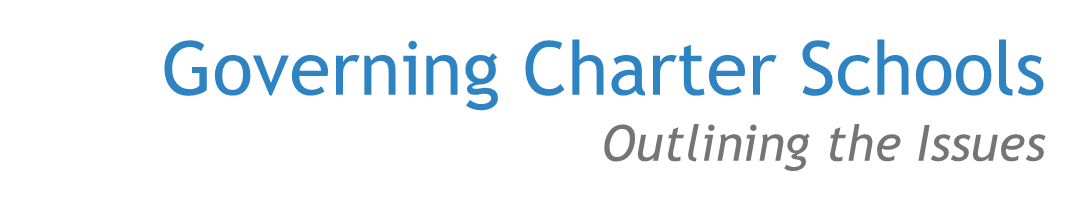 Governing Charter Schools
Outlining the Issues